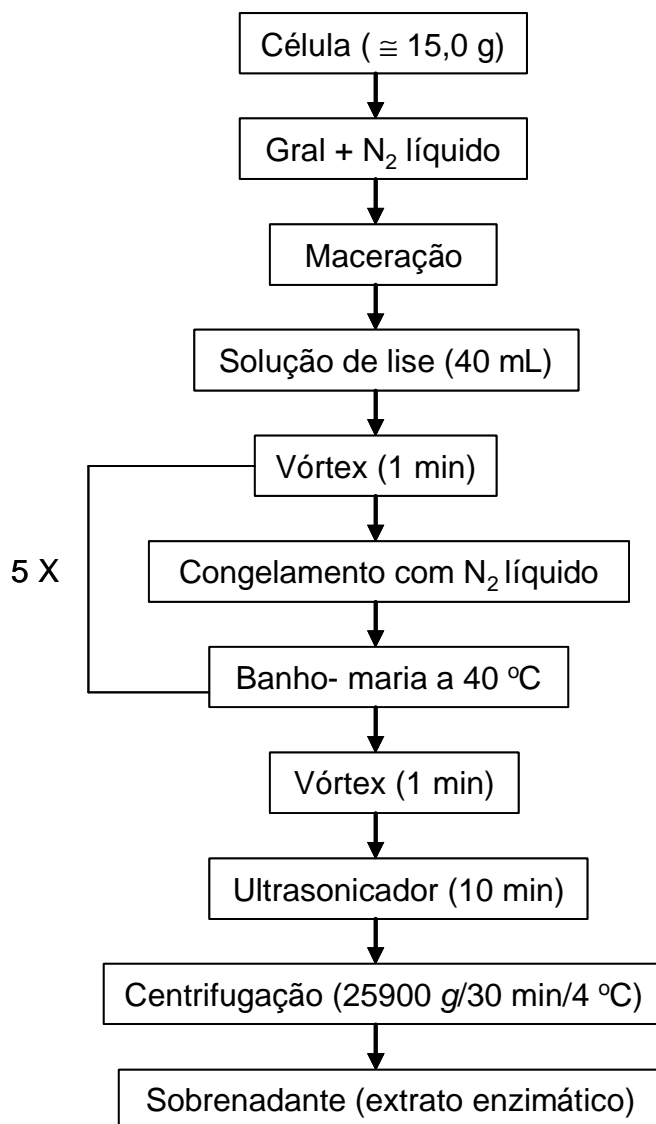 Célula ( ≅ 15,0 g)
Gral + N₂ líquido
Maceração
Solução de lise (40 mL)
Vórtex (1 min)
5 X
Congelamento com N₂ líquido
Banho- maria a 40 ºC
Vórtex (1 min)
Ultrasonicador (10 min)
Centrifugação (25900 g/30 min/4 ºC)
Sobrenadante (extrato enzimático)